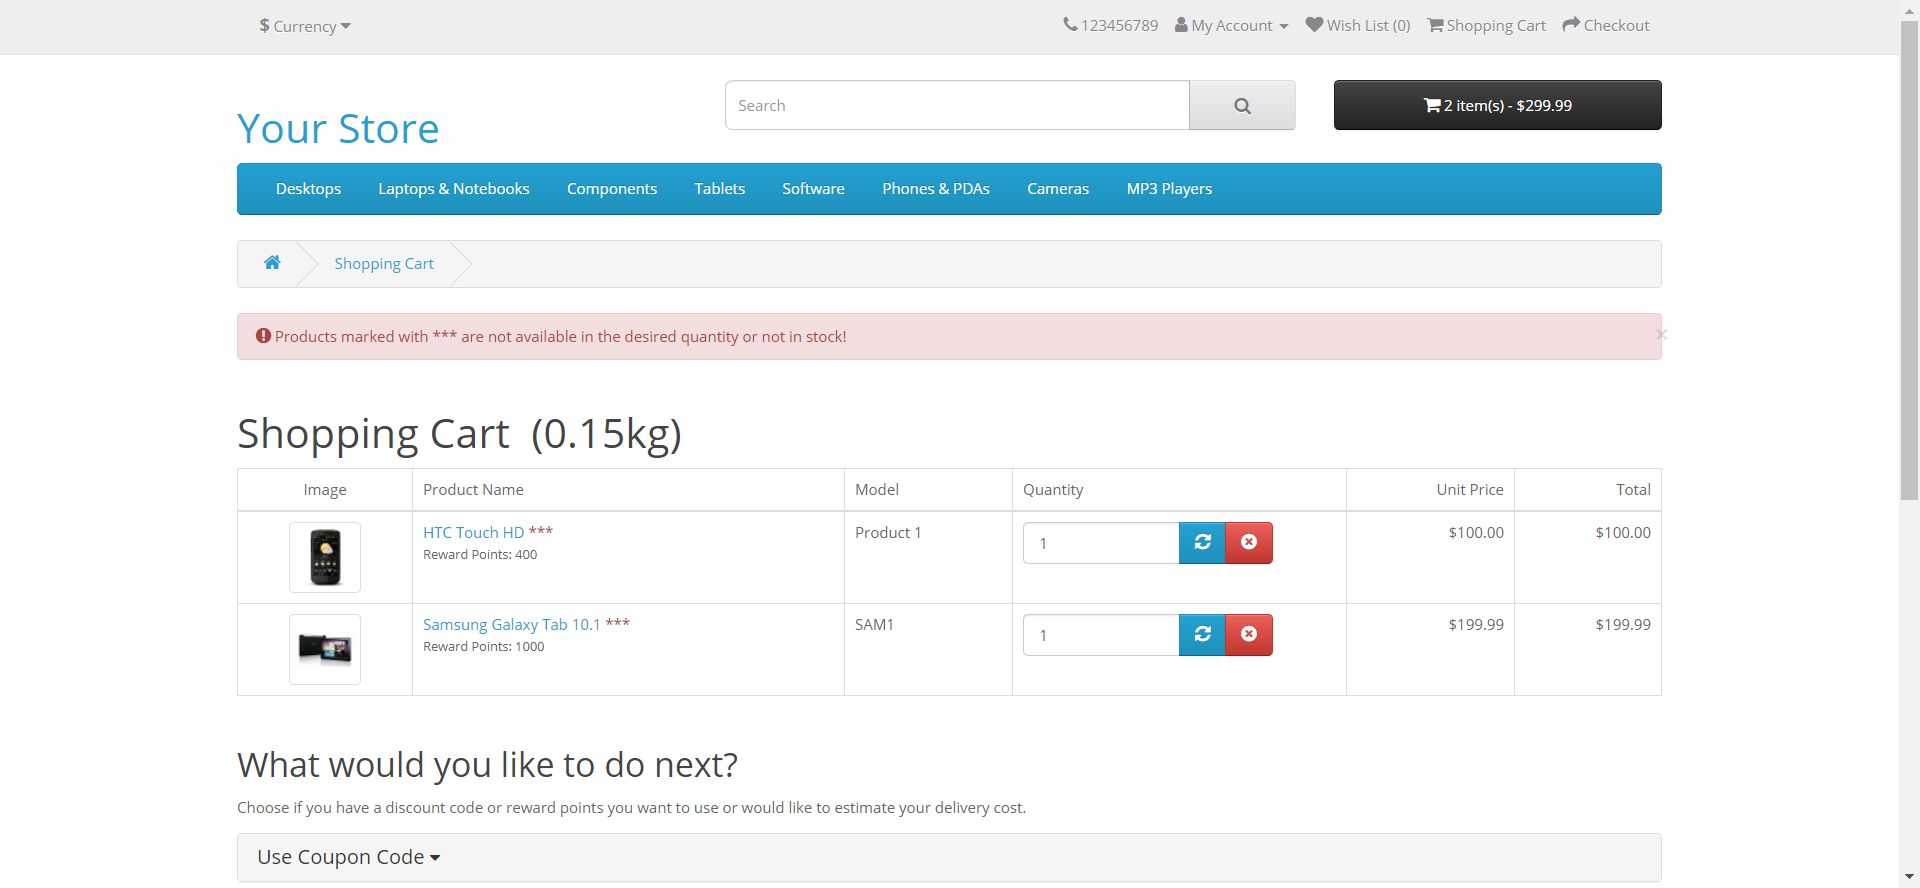 $ Currency
123456789 My Account Wish List (0) Shopping Cart Checkout
Your Store
Search
2 item(s) - $299.99
Desktops Laptops & Notebooks Components Tablets Software Phones & PDAs Cameras MP3 Players
Shopping Cart
Products marked with *** are not available in the desired quantity or not in stock!
×
Shopping Cart (0.15kg)
Image Product Name Model Quantity Unit Price Total
HTC Touch HD *** Product 1 1 $100.00 $100.00
Reward Points: 400
Samsung Galaxy Tab 10.1 *** SAM1 1 $199.99 $199.99
Reward Points: 1000
What would you like to do next?
Choose if you have a discount code or reward points you want to use or would like to estimate your delivery cost.
Use Coupon Code